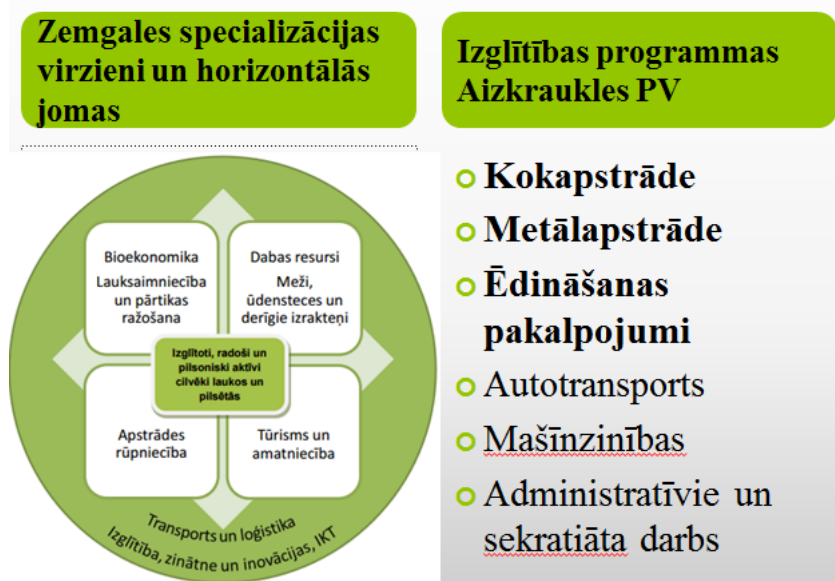 Zemgales specializācijas
virzieni un horizontālās
jomas
Bioekonomika
Lauksaimniecība
un pārtikas
ražošana
Dabas resursi
Meži,
ūdensteces un
derīgie izrakteņi
Izglītoti, radoši un
pilsoniski aktīvi
cilvēki laukos un
pilsētās
Apstrādes
rūpniecība
Tūrisms un
amatniecība
Transports un loģistika
Izglītība, zinātne un inovācijas, IKT
Izglītības programmas
Aizkraukles PV
Kokapstrāde
Metālapstrāde
Ēdināšanas
pakalpojumi
Autotransports
Mašīnzinības
Administratīvie un
sekratiāta darbs